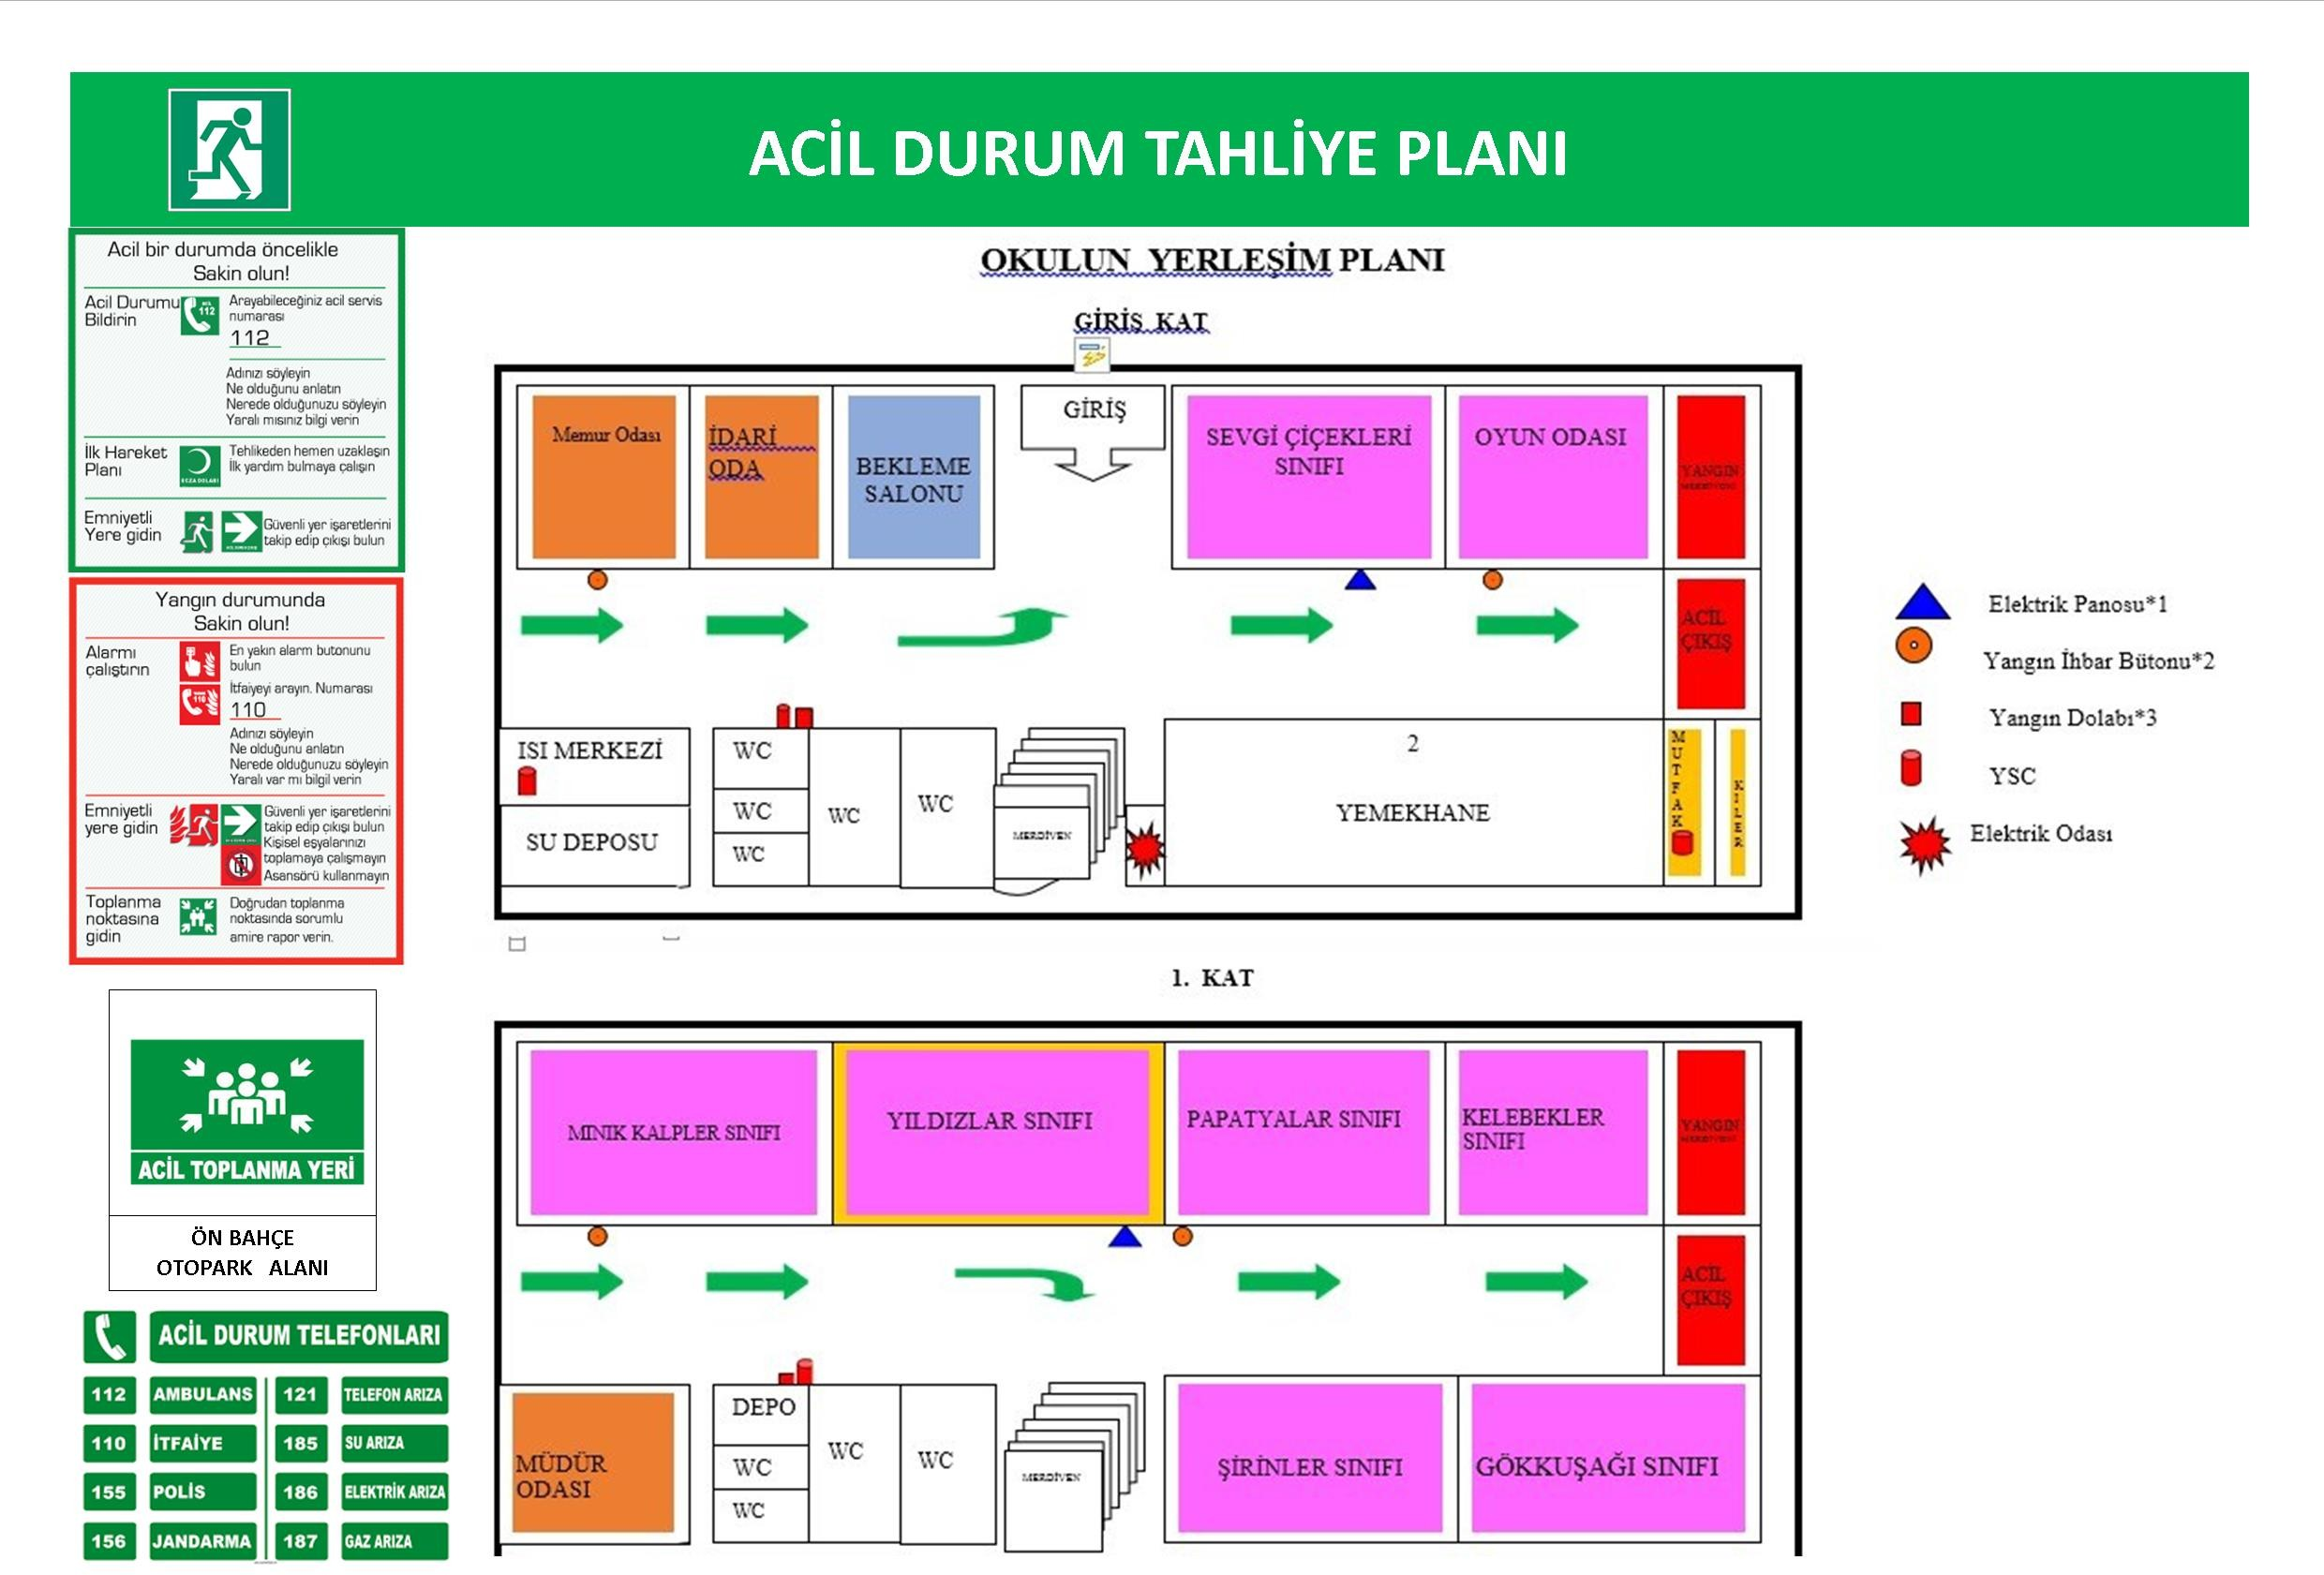 ACİL DURUM TAHLİYE PLANI
Acil bir durumda öncelikle
Sakin olun!
Acil Durumu
Bildirin
112
Arayabileceğiniz acil servis
numarası
112
Adınızı söyleyin
Ne olduğunu anlatın
Nerede olduğunuzu söyleyin
Yaralı mısınız bilgi verin
İlk Hareket
Planı
Tehlikeden hemen uzaklaşın
İlk yardım bulmaya çalışın
Emniyetli
Yere gidin
Güvenli yer işaretlerini
takip edip çıkışı bulun
Yangın durumunda
Sakin olun!
Alarmı
çalıştırın
En yakın alarm butonunu
bulun
110
İtfaiyeyi arayın. Numarası
110
Adınızı söyleyin
Ne olduğunu anlatın
Nerede olduğunuzu söyleyin
Yaralı var mı bilgil verin
Emniyetli
yere gidin
Güvenli yer işaretlerini
takip edip çıkışı bulun
Kişisel eşyalarınızı
toplamaya çalışmayın
Asansörü kullanmayın
Toplanma
noktasına
gidin
Doğrudan toplanma
noktasında sorumlu
amire rapor verin.
ACİL TOPLANMA YERİ
ÖN BAHÇE
OTOPARK ALANI
ACİL DURUM TELEFONLARI
112 AMBULANS 121 TELEFON ARIZA
110 İTFAİYE 185 SU ARIZA
155 POLİS 186 ELEKTRİK ARIZA
156 JANDARMA 187 GAZ ARIZA
OKULUN YERLEŞİM PLANI
GİRİŞ KAT
Memur Odası
İDARİ
ODA
BEKLEME
SALONU
GİRİŞ
SEVGİ ÇİÇEKLERİ
SINIFI
OYUN ODASI
YANGIN
ACİL
ÇIKIŞ
ISI MERKEZİ
SU DEPOSU
WC
WC
WC
WC
WC
MERDİVEN
2
YEMEKHANE
MUTFAK
KİLER
Elektrik Panosu*1
Yangın İhbar Bütonu*2
Yangın Dolabı*3
YSC
Elektrik Odası
1. KAT
MINIK KALPLER SINIFI
YILDIZLAR SINIFI
PAPATYALAR SINIFI
KELEBEKLER
SINIFI
YANGIN
ACİL
ÇIKIŞ
MÜDÜR
ODASI
DEPO
WC
WC
WC
WC
MERDİVEN
ŞİRİNLER SINIFI
GÖKKUŞAĞI SINIFI